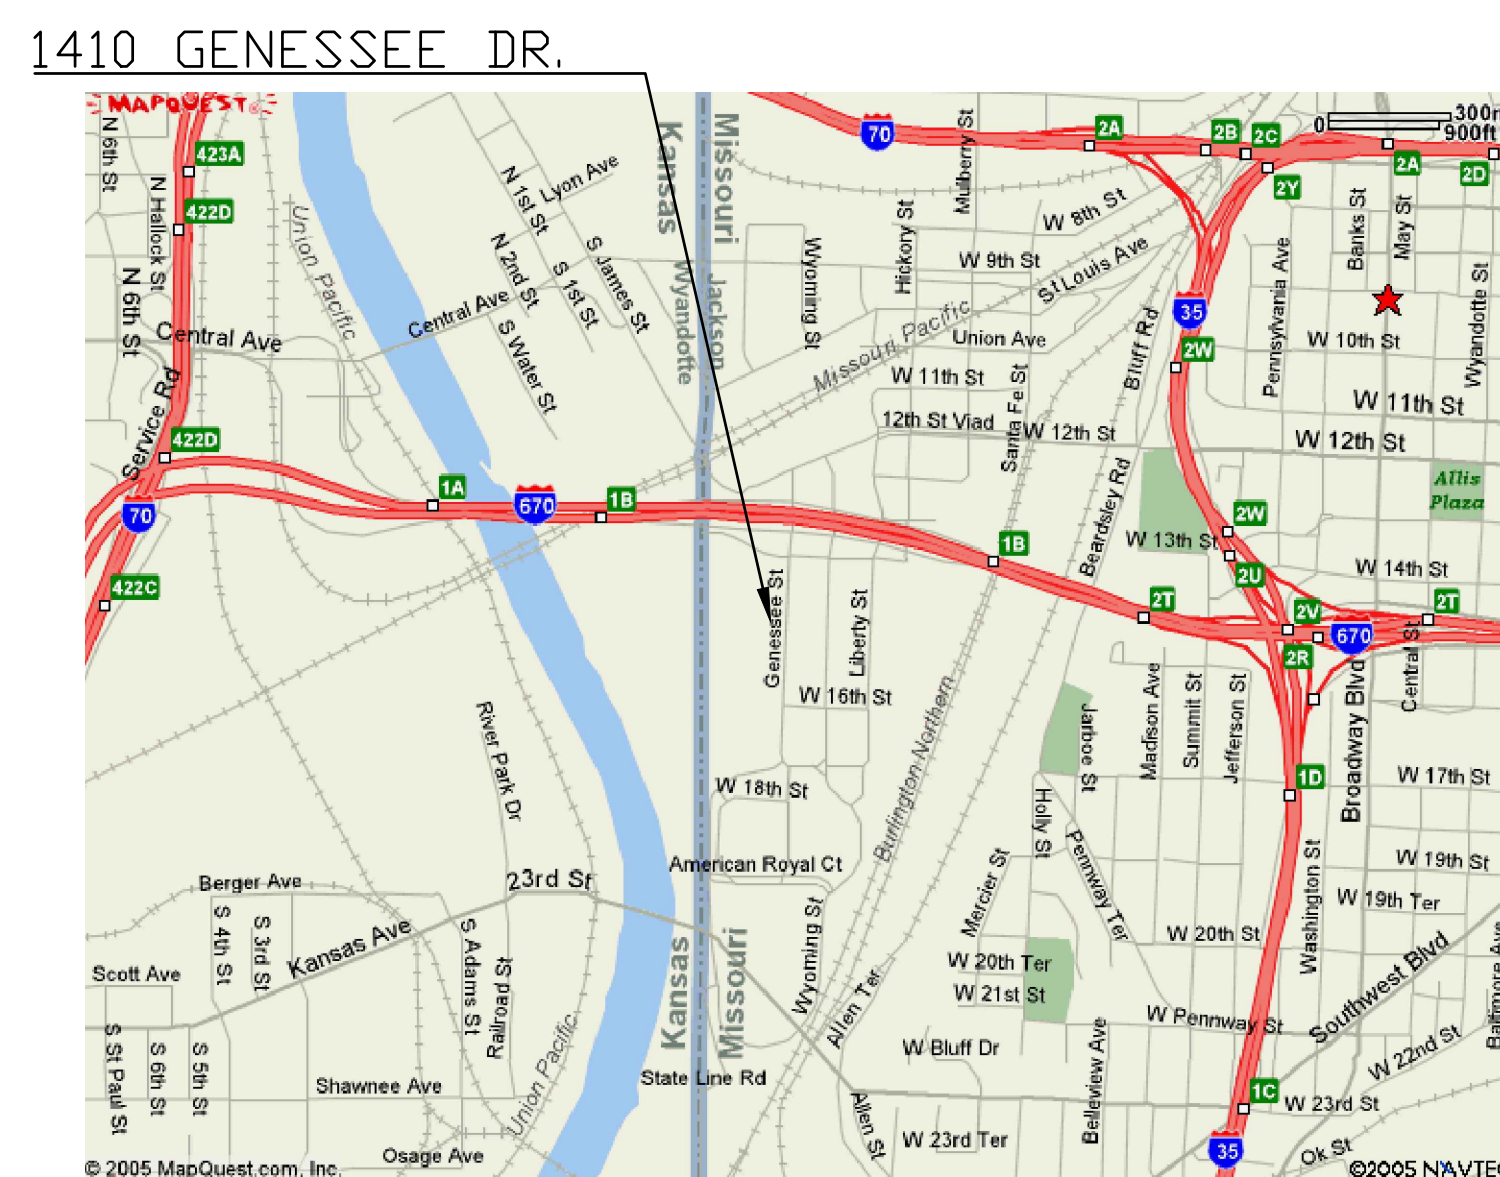 1410 GENESSEE DR.
MAPQUEST
300m
0
900ft
N 6th St
423A
N Hallock St
422D
N 6th St
Central Ave
Service Rd
422D
70
422C
Union Pacific
Lyon Ave
N 1st St
N 2nd St
S 1st St
S James St
Central Ave
S Water St
Kansas
Missouri
Wyandotte
Jackson
70
2A
2B
2C
2A
2D
2Y
Mulberry St
W 8th St
Hickory St
W 9th St
St Louis Ave
Wyoming St
Missouri Pacific
Union Ave
W 11th St
12th St Viad
Santa Fe St
W 12th St
Bluff Rd
Beardsley Rd
35
2W
Pennsylvania Ave
Banks St
May St
Wyandotte St
W 10th St
W 11th St
W 12th St
Allis
Plaza
1A
670
1B
1B
2W
W 13th St
2U
W 14th St
2T
2V
2T
670
2R
Central St
Genessee St
Liberty St
W 16th St
Burlington Northern
Jarboe St
Madison Ave
Summit St
Jefferson St
Broadway Blvd
1D
W 17th St
River Park Dr
W 18th St
American Royal Ct
Holly St
Pennway Ter
Mercier St
Washington St
W 19th St
W 19th Ter
Berger Ave
23rd St
S 4th St
S 3rd St
Kansas Ave
S Adams St
Railroad St
Scott Ave
Kansas
Missouri
Wyoming St
Allen Ter
W 20th St
W 20th Ter
W 21st St
W Pennway St
Southwest Blvd
Baltimore Ave
S St Paul St
S 6th St
S 5th St
Shawnee Ave
Union Pacific
State Line Rd
W Bluff Dr
Belleview Ave
W 22nd St
1C
W 23rd St
Allen St
W 23rd Ter
35
Ok St
Osage Ave
© 2005 MapQuest.com, Inc.
©2005 NAVTEQ